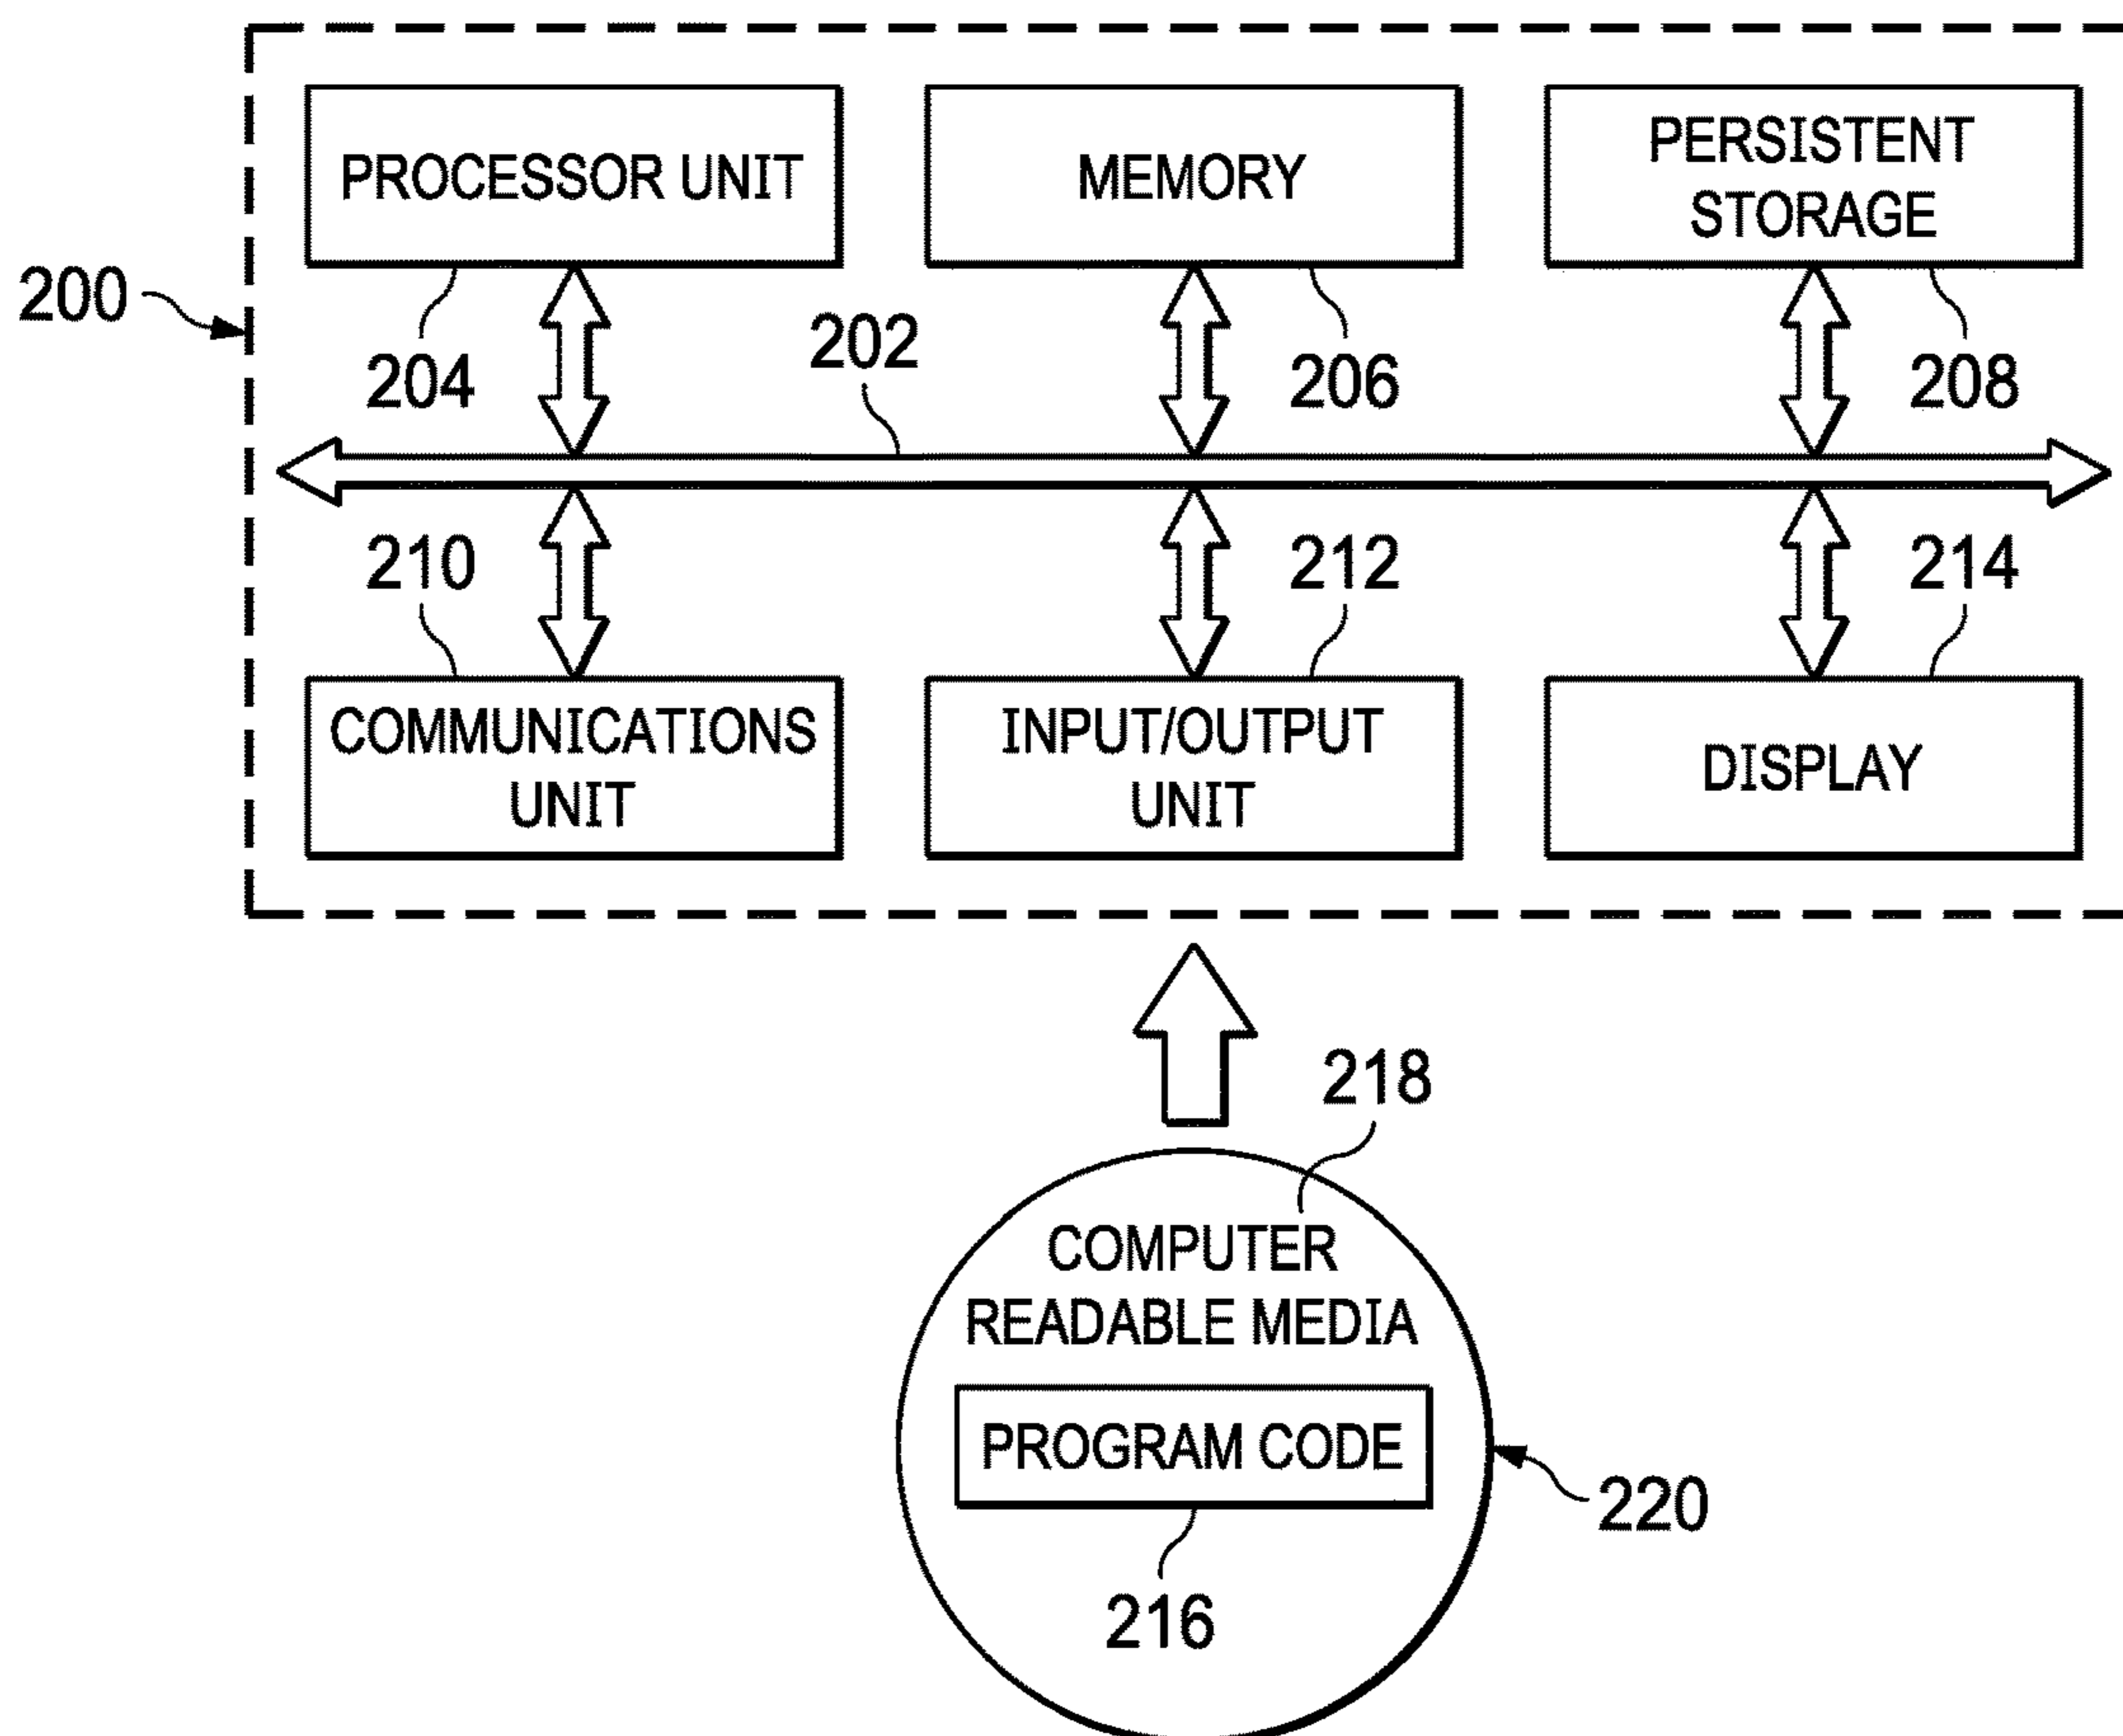 PROCESSOR UNIT
MEMORY
PERSISTENT
STORAGE
200
204
202
206
208
210
212
214
COMMUNICATIONS
UNIT
INPUT/OUTPUT
UNIT
DISPLAY
218
COMPUTER
READABLE MEDIA
PROGRAM CODE
220
216